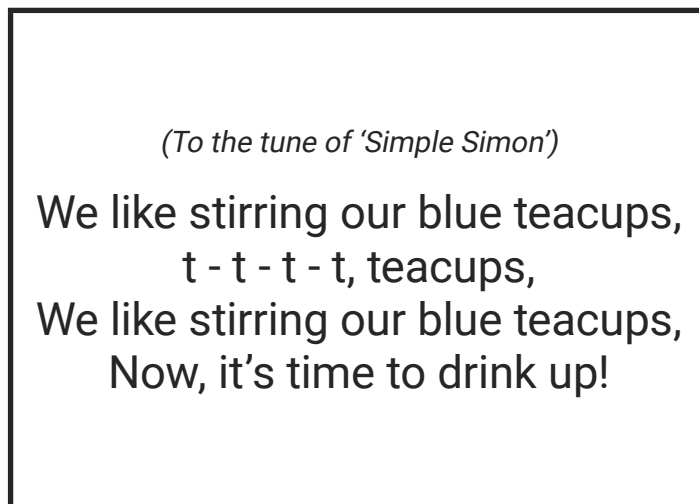 (To the tune of ‘Simple Simon’)
We like stirring our blue teacups,
t - t - t - t, teacups,
We like stirring our blue teacups,
Now, it’s time to drink up!